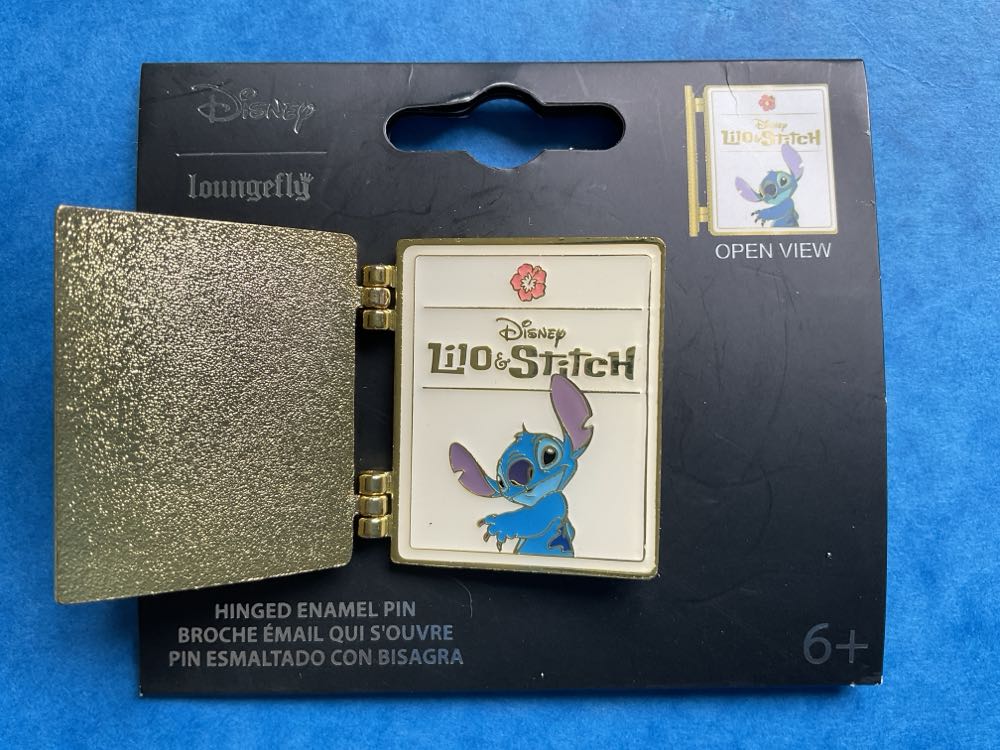 Disney
loungefly
Disney
Lilo & Stitch
OPEN VIEW
Disney
Lilo & Stitch
HINGED ENAMEL PIN
BROCHE ÉMAIL QUI S'OUVRE
PIN ESMALTADO CON BISAGRA
6+